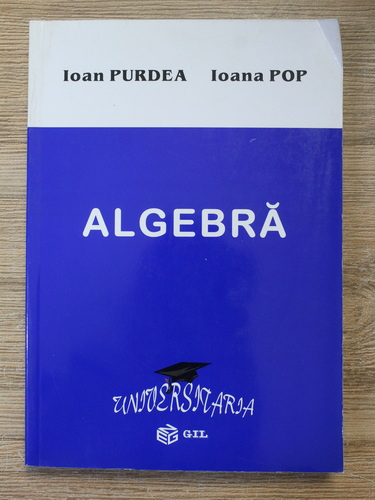 Ioan PURDEA Ioana POP
ALGEBRĂ
UNIVERSITARIA
GIL